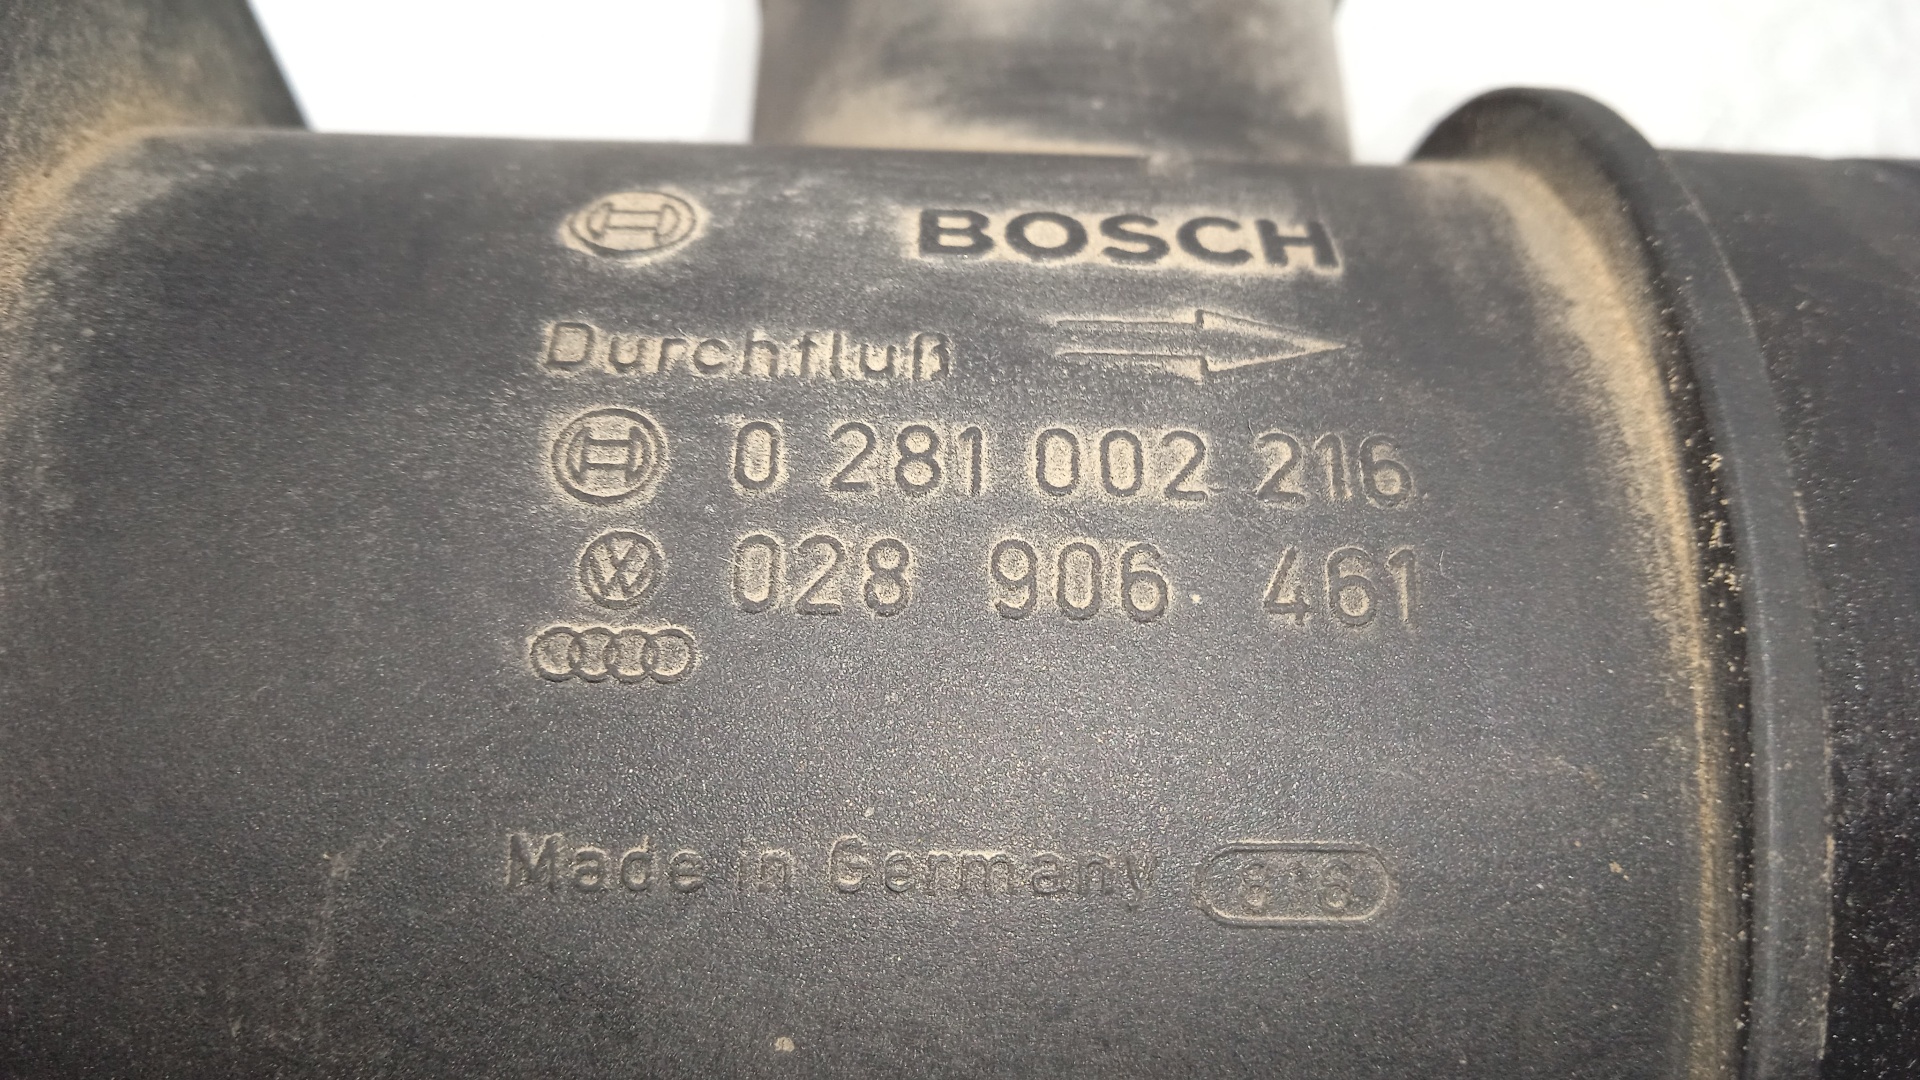 BOSCH
Durchfluß
0 281 002 216
028 906 461
Made in Germany